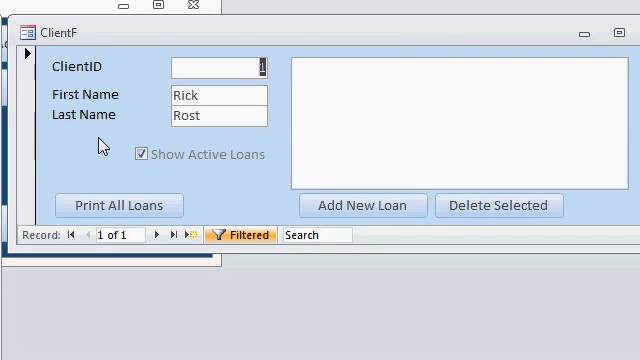 ClientF
ClientID 1
First Name Rick
Last Name Rost
Show Active Loans
Print All Loans Add New Loan Delete Selected
Record: 1 of 1 Filtered Search